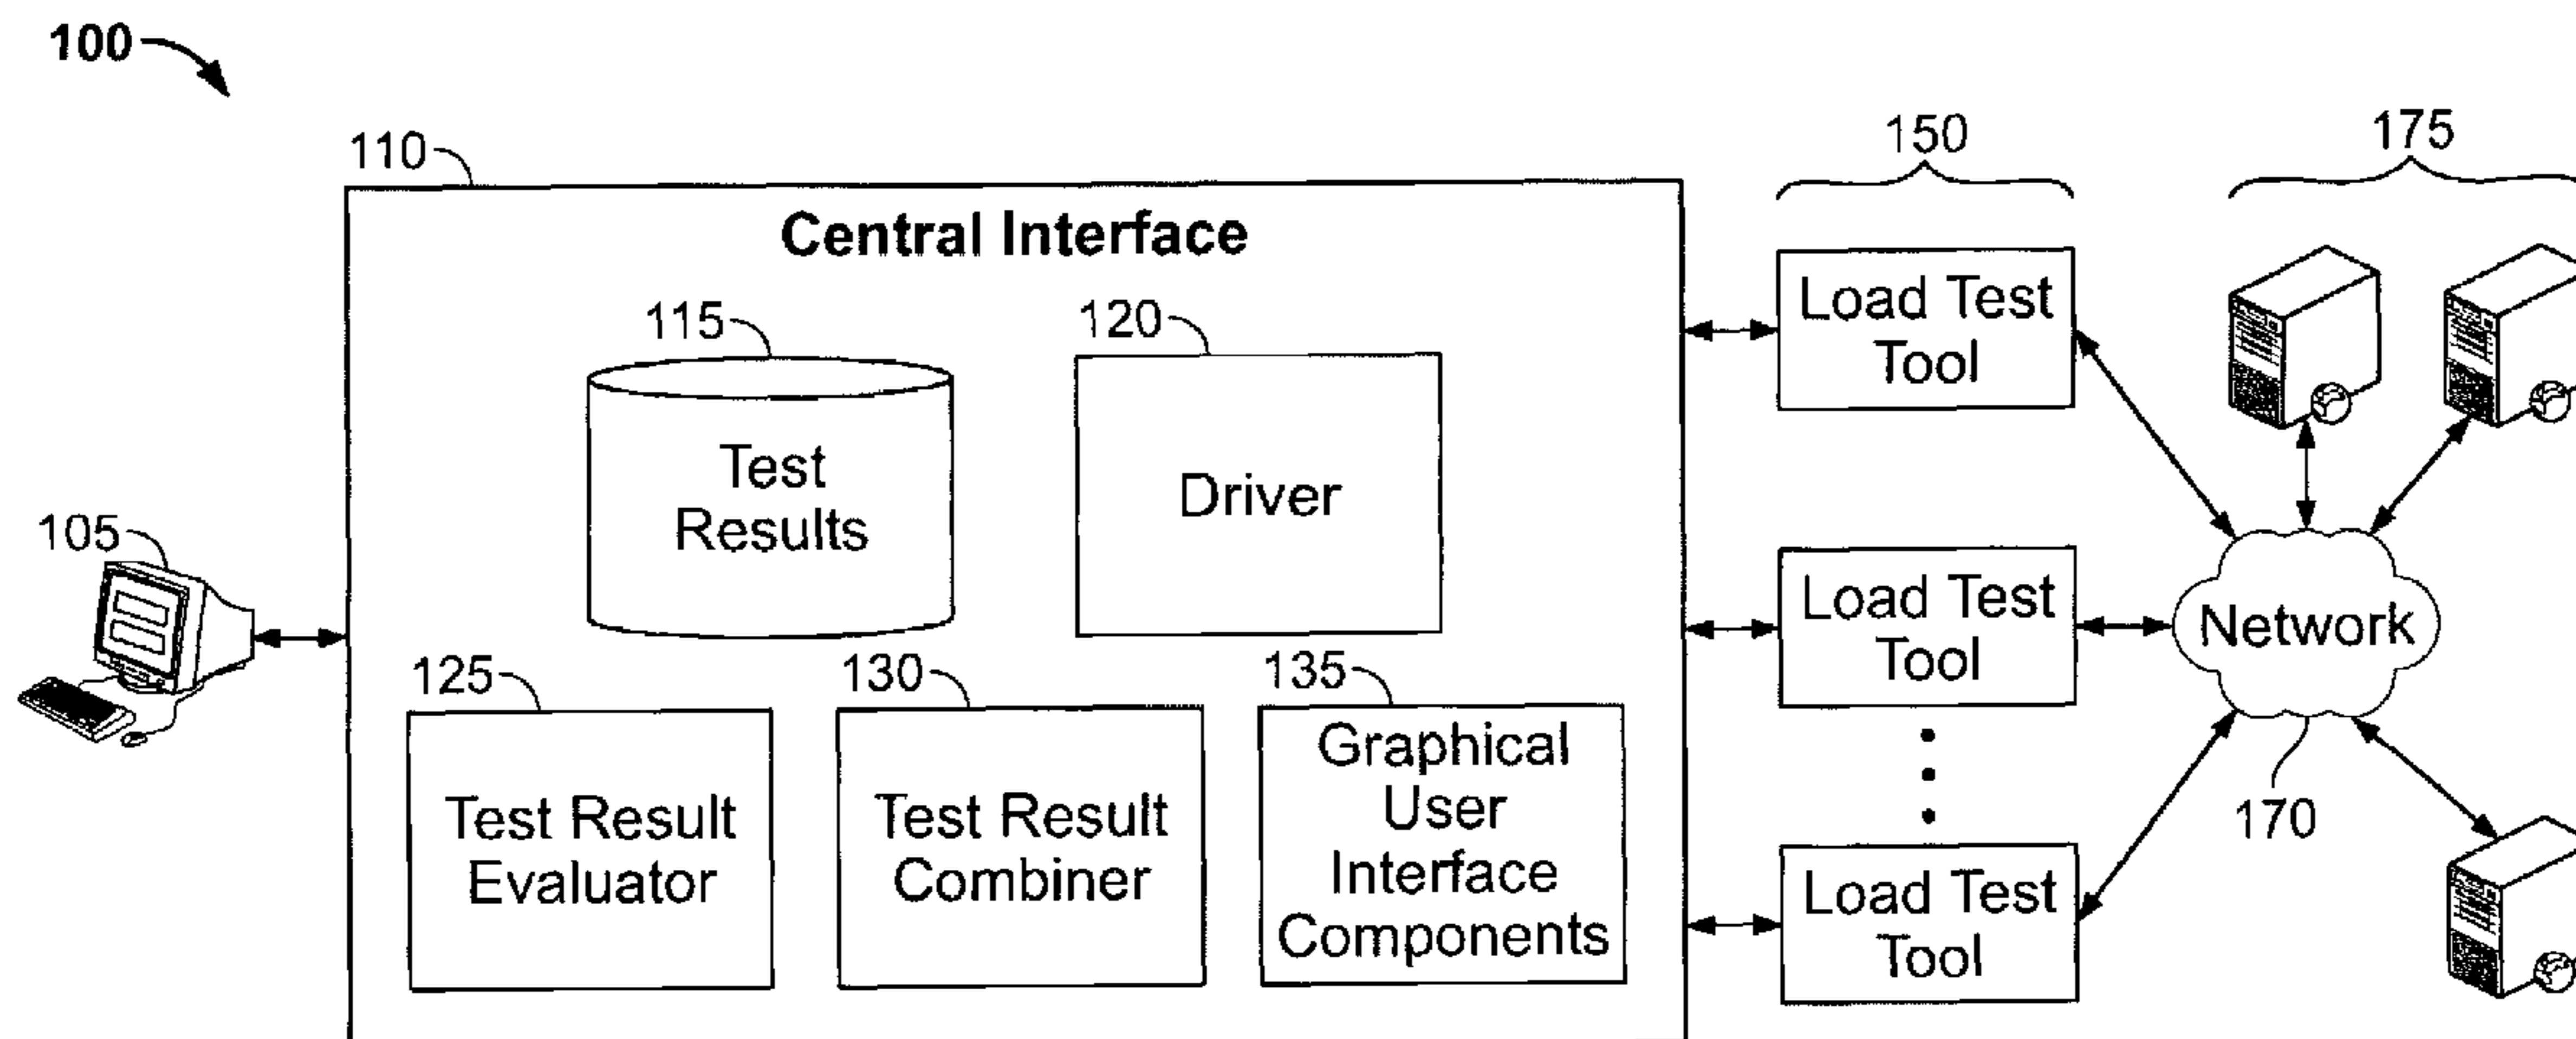 100
110
150
175
Central Interface
115
120
Load Test
Tool
Test
Results
Driver
105
Load Test
Tool
Network
125
130
135
Graphical
User
Interface
Components
Test Result
Evaluator
Test Result
Combiner
170
Load Test
Tool